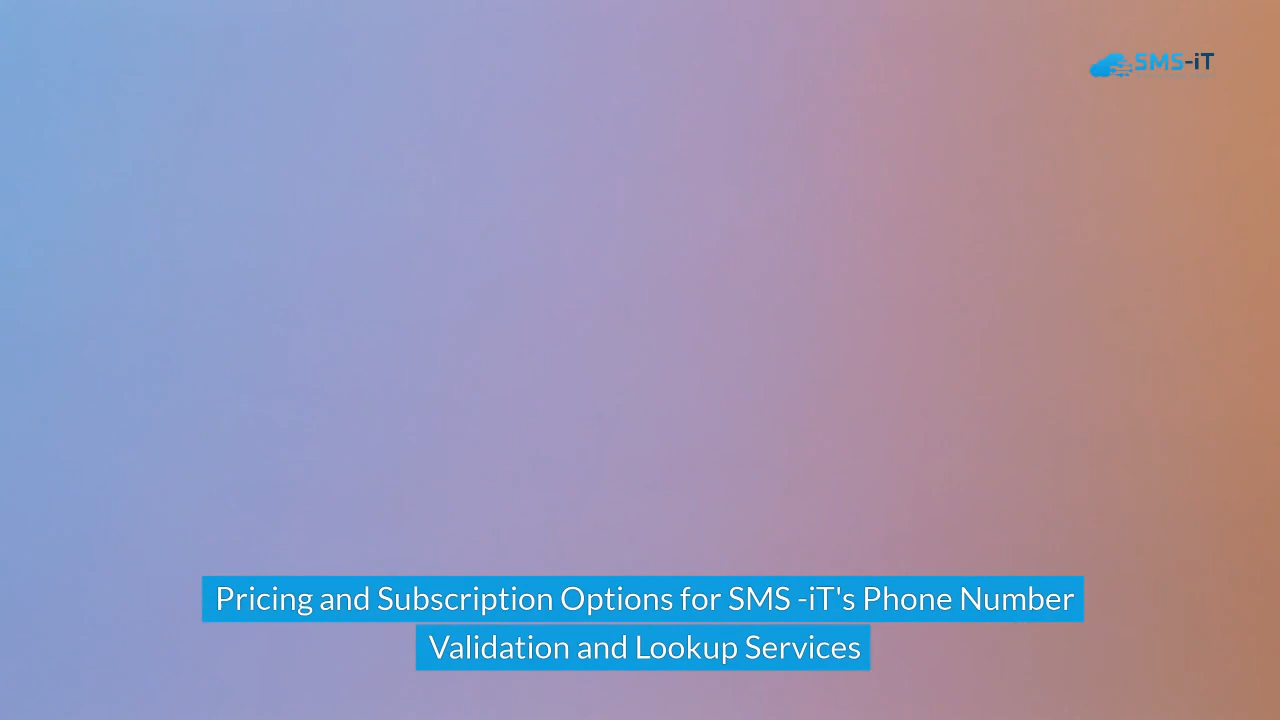 SMS-iT
Pricing and Subscription Options for SMS -iT's Phone Number
Validation and Lookup Services